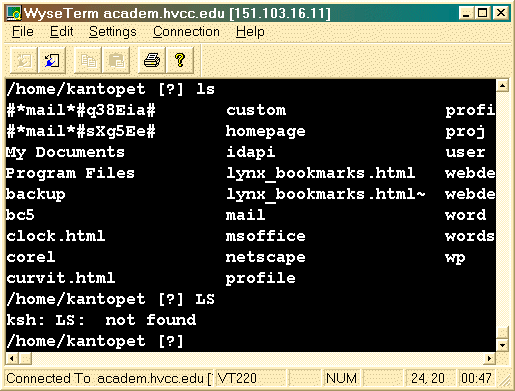 WyseTerm academ.hvcc.edu [151.103.16.11]
File Edit Settings Connection Help
/home/kantopet [?] ls
#*mail*#q38Eia# custom profi
#*mail*#sXg5Ee# homepage proj
My Documents idapi user
Program Files lynx_bookmarks.html webde
backup lynx_bookmarks.html~ webde
bc5 mail word
clock.html msoffice words
corel netscape wp
curvit.html profile
/home/kantopet [?] LS
ksh: LS:  not found
/home/kantopet [?]
Connected To academ.hvcc.edu [ VT220 NUM 24, 20 00:47